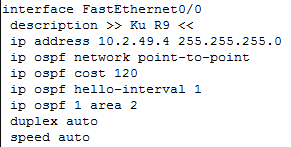 interface FastEthernet0/0
description >> Ku R9 <<
ip address 10.2.49.4 255.255.255.0
ip ospf network point-to-point
ip ospf cost 120
ip ospf hello-interval 1
ip ospf 1 area 2
duplex auto
speed auto